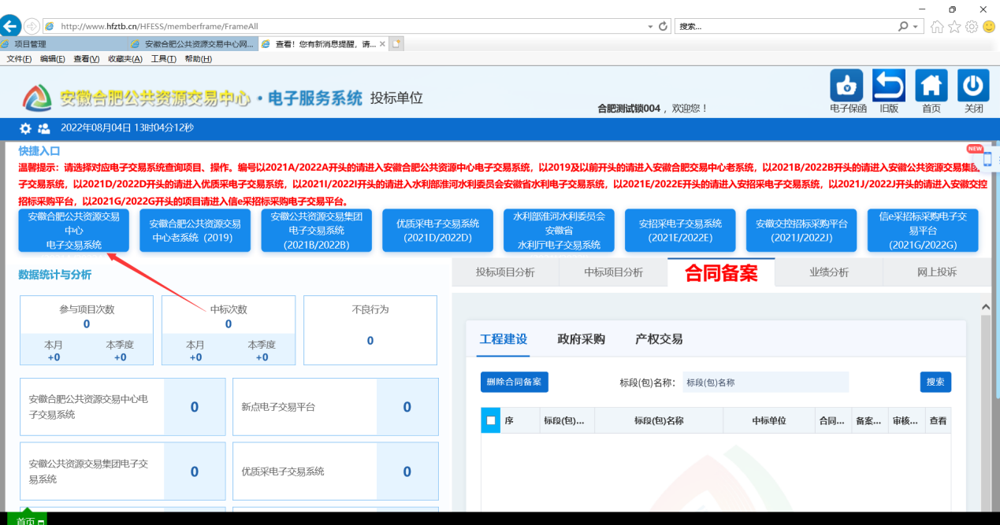 http://www.hfztb.cn/HFESS/memberframe/FrameAll
搜索...
项目管理
安徽合肥公共资源交易中心网...
查看！您有新消息提醒，请...
文件(F) 编辑(E) 查看(V) 收藏夹(A) 工具(T) 帮助(H)
安徽合肥公共资源交易中心·电子服务系统 投标单位
合肥测试锁004，欢迎您！
电子保函 旧版 首页 关闭
2022年08月04日 13时04分12秒
快捷入口
NEW
温馨提示：请选择对应电子交易系统查询项目、操作。编号以2021A/2022A开头的请进入安徽合肥公共资源中心电子交易系统，以2019及以前开头的请进入安徽合肥交易中心老系统，以2021B/2022B开头的请进入安徽公共资源交易集团
子交易系统，以2021D/2022D开头的请进入优质采电子交易系统，以2021I/2022I开头的请进入水利部淮河水利委员会安徽省水利电子交易系统，以2021E/2022E开头的请进入安招采电子交易系统，以2021J/2022J开头的请进入安徽交控
招标采购平台，以2021G/2022G开头的项目请进入信e采招标采购电子交易平台。
安徽合肥公共资源交易
中心
电子交易系统
安徽合肥公共资源交易
中心老系统（2019）
安徽公共资源交易集团
电子交易系统
(2021B/2022B)
优质采电子交易系统
(2021D/2022D)
水利部淮河水利委员会
安徽省
水利厅电子交易系统
安招采电子交易系统
(2021E/2022E)
安徽交控招标采购平台
(2021J/2022J)
信e采招标采购电子交
易平台
(2021G/2022G)
数据统计与分析
投标项目分析 中标项目分析 合同备案 业绩分析 网上投诉
参与项目次数
0
本月 本季度
+0 +0
中标次数
0
本月 本季度
+0 +0
不良行为
0
工程建设 政府采购 产权交易
删除合同备案 标段(包)名称： 标段(包)名称 搜索
序 标段(包)... 标段(包)名称 中标单位 合同... 备案... 审核... 查看
安徽合肥公共资源交易中心电
子交易系统
0
新点电子交易平台
0
安徽公共资源交易集团电子交
易系统
0
优质采电子交易系统
0
首页